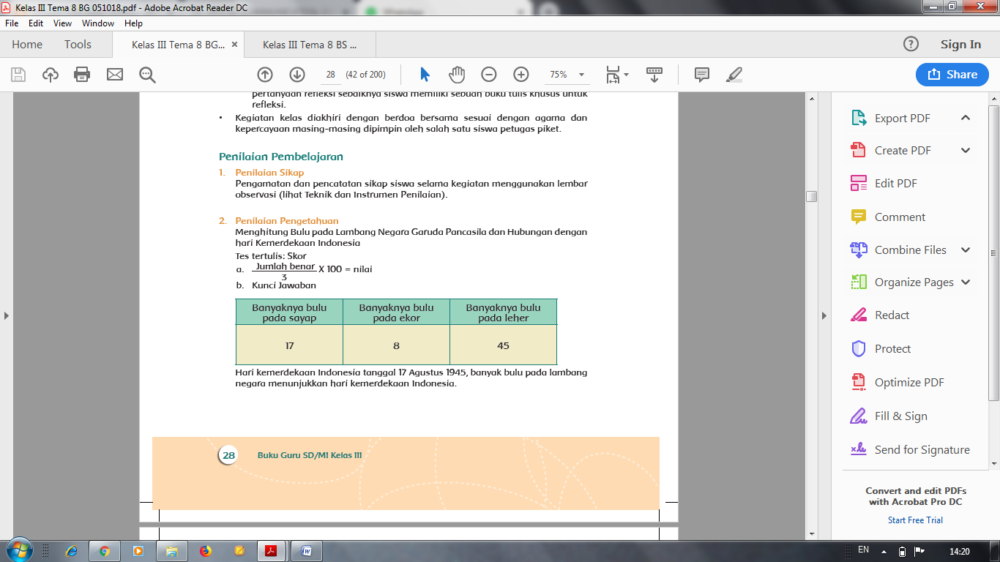 Kelas III Tema 8 BG 051018.pdf - Adobe Acrobat Reader DC
WhatsApp
File Edit View Window Help
Home Tools Kelas III Tema 8 BG... × Kelas III Tema 8 BS ... Sign In
28 (42 of 200) 75% Share
pertanyaan refleksi sebaiknya siswa memiliki sebuah buku tulis khusus untuk
refleksi.
• Kegiatan kelas diakhiri dengan berdoa bersama sesuai dengan agama dan
kepercayaan masing-masing dipimpin oleh salah satu siswa petugas piket.
Penilaian Pembelajaran
1. Penilaian Sikap
Pengamatan dan pencatatan sikap siswa selama kegiatan menggunakan lembar
observasi (lihat Teknik dan Instrumen Penilaian).
2. Penilaian Pengetahuan
Menghitung Bulu pada Lambang Negara Garuda Pancasila dan Hubungan dengan
hari Kemerdekaan Indonesia
Tes tertulis: Skor
a. Jumlah benar X 100 = nilai
3
b. Kunci Jawaban
Banyaknya bulu Banyaknya bulu Banyaknya bulu
pada sayap pada ekor pada leher
17 8 45
Hari kemerdekaan Indonesia tanggal 17 Agustus 1945, banyak bulu pada lambang
negara menunjukkan hari kemerdekaan Indonesia.
28 Buku Guru SD/MI Kelas III
Export PDF
Create PDF
Edit PDF
Comment
Combine Files
Organize Pages
Redact
Protect
Optimize PDF
Fill & Sign
Send for Signature
Convert and edit PDFs
with Acrobat Pro DC
Start Free Trial
EN 14:20